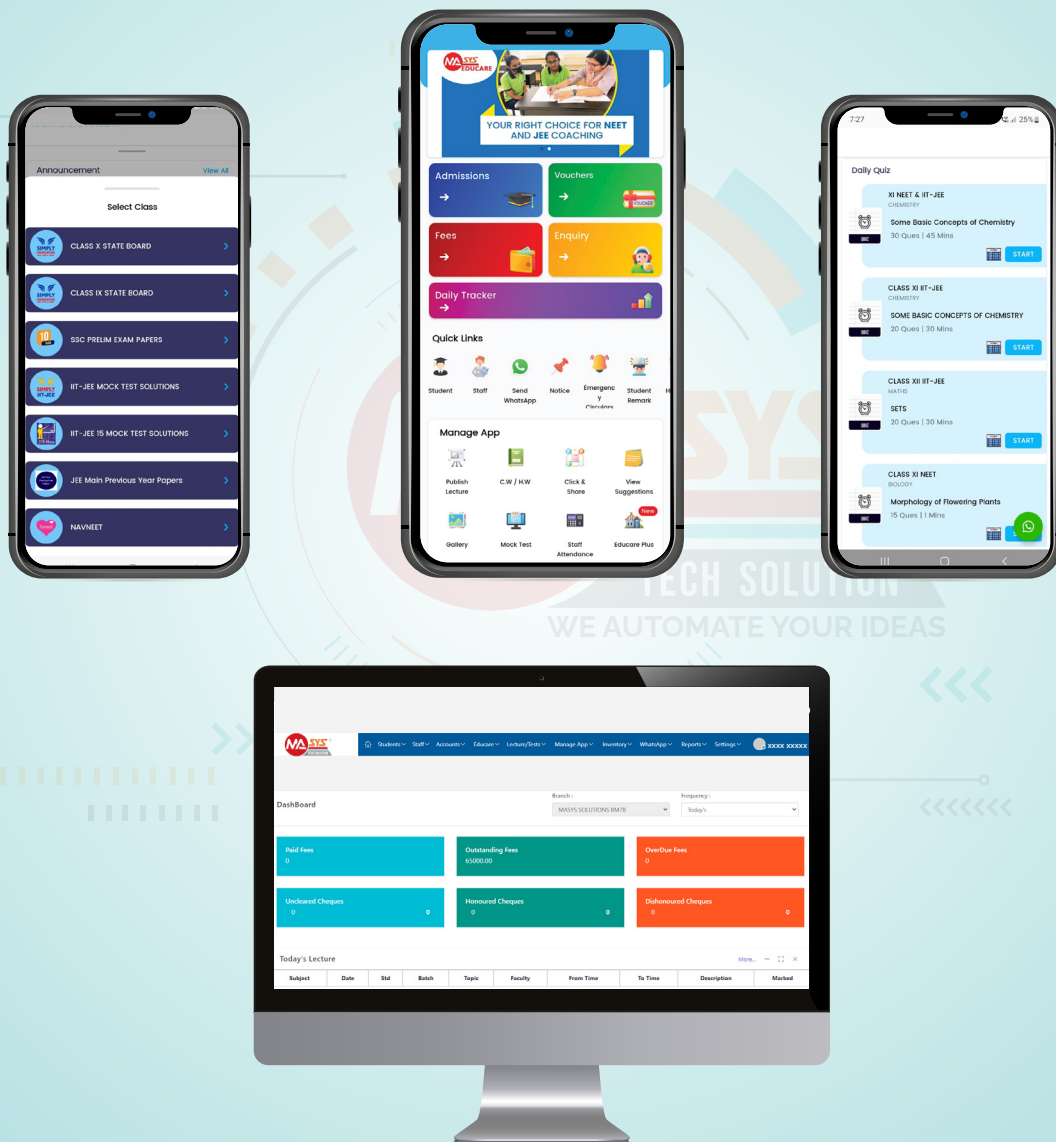 Announcement
View All
Select Class
CLASS X STATE BOARD
CLASS IX STATE BOARD
SSC PRELIM EXAM PAPERS
IIT-JEE MOCK TEST SOLUTIONS
IIT-JEE 15 MOCK TEST SOLUTIONS
JEE Main Previous Year Papers
NAVNEET
MASYS
EDUCARE
YOUR RIGHT CHOICE FOR NEET
AND JEE COACHING
Admissions
Vouchers
VOUCHER
Fees
Enquiry
Daily Tracker
Quick Links
Student
Staff
Send
WhatsApp
Notice
Emergenc
y
Circulars
Student
Remark
H
Manage App
Publish
Lecture
C.W / H.W
Click &
Share
View
Suggestions
Gallery
Mock Test
Staff
Attendance
New
Educare Plus
7:27
25%
Daily Quiz
XI NEET & IIT-JEE
CHEMISTRY
Some Basic Concepts of Chemistry
30 Ques | 45 Mins
START
CLASS XI IIT-JEE
CHEMISTRY
SOME BASIC CONCEPTS OF CHEMISTRY
20 Ques | 30 Mins
START
CLASS XII IIT-JEE
MATHS
SETS
20 Ques | 30 Mins
START
CLASS XI NEET
BIOLOGY
Morphology of Flowering Plants
15 Ques | 1 Mins
MASYS
TECH SOLUTION
WE AUTOMATE YOUR IDEAS
MASYS
Students Staff Accounts Educare Lecture/Tests Manage App Inventory WhatsApp Reports Settings xxxx xxxxx
DashBoard
Branch :
MASYS SOLUTIONS RM78
Frequency :
Today's
Paid Fees
0
Outstanding Fees
65000.00
OverDue Fees
0
Uncleared Cheques
0 0
Honoured Cheques
0 0
Dishonoured Cheques
0 0
Today's Lecture
More..
Subject Date Std Batch Topic Faculty From Time To Time Description Marked